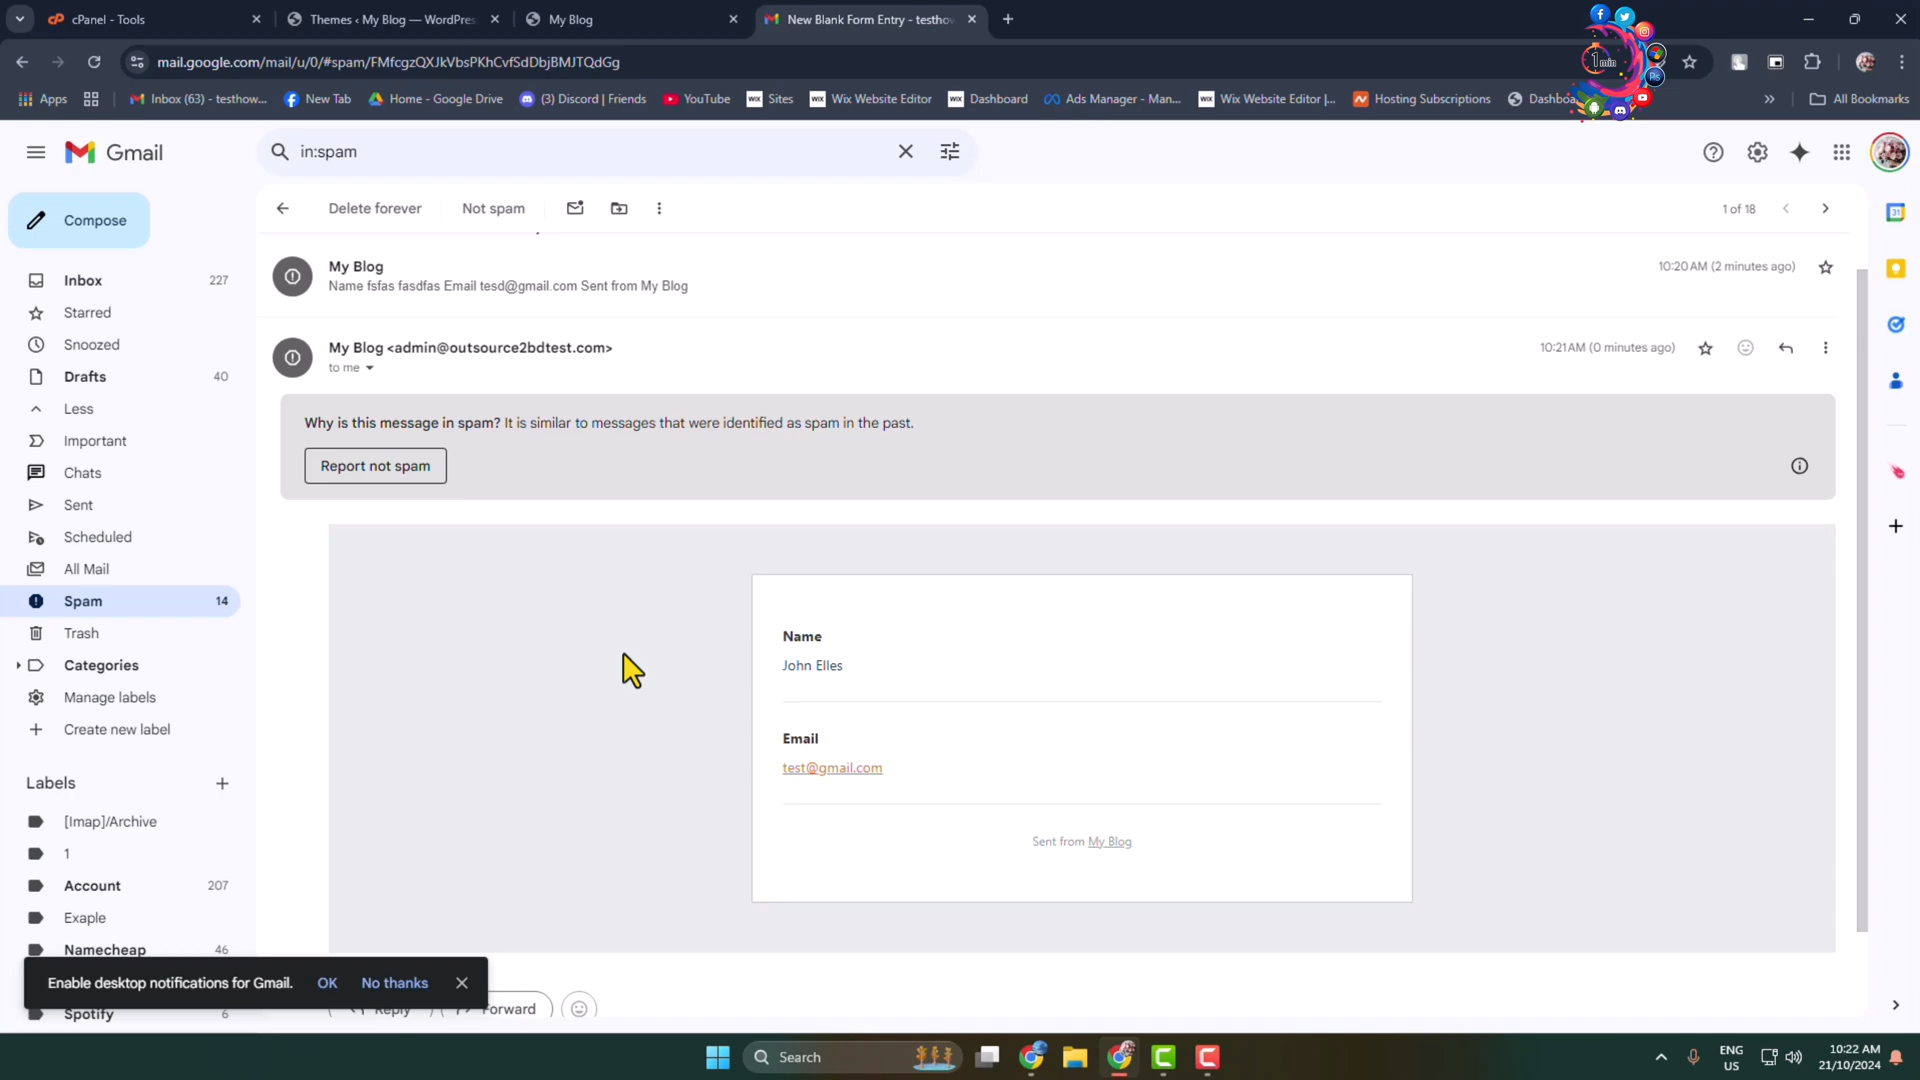 cPanel - Tools
Themes ‹ My Blog — WordPres
My Blog
New Blank Form Entry - testhow
1min
mail.google.com/mail/u/0/#spam/FMfcgzQXJkVbsPKhCvfSdDbjBMJTQdGg
Apps
Inbox (63) - testhow...
New Tab
Home - Google Drive
(3) Discord | Friends
YouTube
WIX Sites
WIX Wix Website Editor
WIX Dashboard
Ads Manager - Man...
WIX Wix Website Editor |...
Hosting Subscriptions
Dashboa
All Bookmarks
Gmail
in:spam
Compose
Delete forever
Not spam
1 of 18
Inbox 227
Starred
Snoozed
Drafts 40
Less
Important
Chats
Sent
Scheduled
All Mail
Spam 14
Trash
Categories
Manage labels
Create new label
Labels
[Imap]/Archive
1
Account 207
Exaple
Namecheap 46
Spotify 6
My Blog
10:20 AM (2 minutes ago)
Name fsfas fasdfas Email tesd@gmail.com Sent from My Blog
My Blog <admin@outsource2bdtest.com>
10:21 AM (0 minutes ago)
to me
Why is this message in spam? It is similar to messages that were identified as spam in the past.
Report not spam
Name
John Elles
Email
test@gmail.com
Sent from My Blog
Reply
Forward
Enable desktop notifications for Gmail. OK No thanks
31
Ps
Search
ENG
US
10:22 AM
21/10/2024